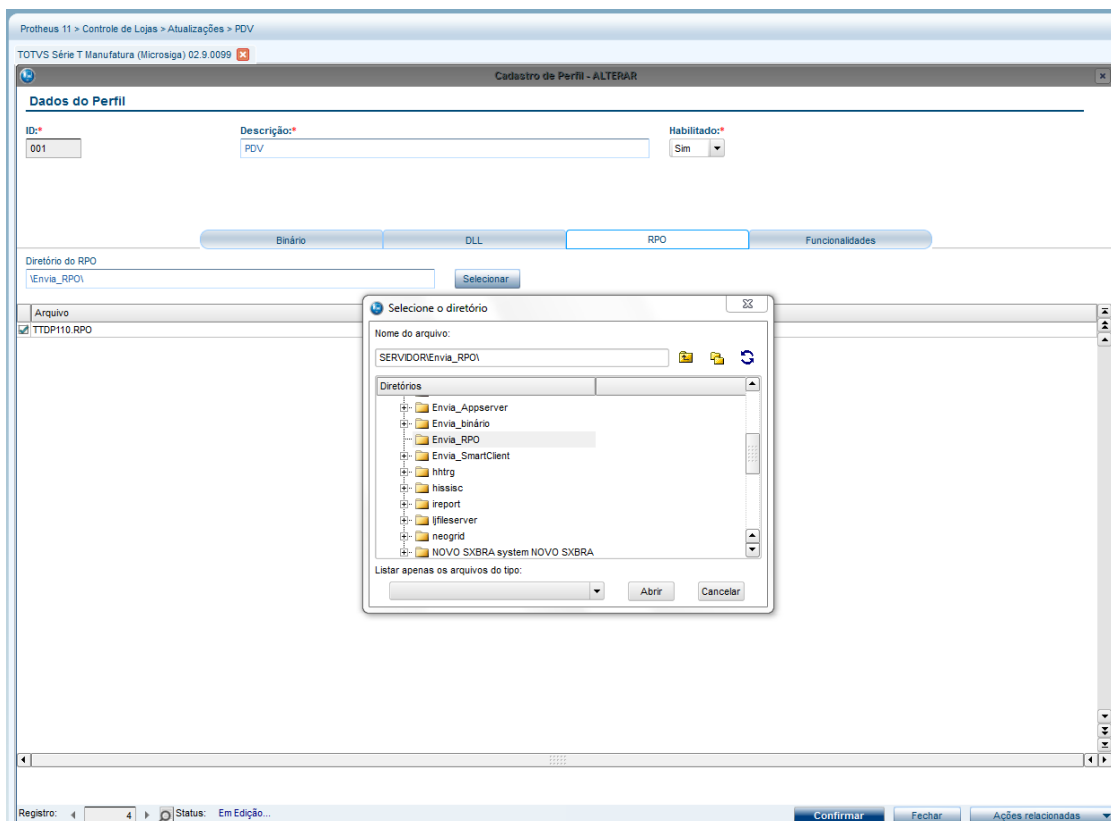 Protheus 11 > Controle de Lojas > Atualizações > PDV
TOTVS Série T Manufatura (Microsiga) 02.9.0099
Cadastro de Perfil - ALTERAR
Dados do Perfil
ID:* Descrição:* Habilitado:*
001 PDV Sim
Binário DLL RPO Funcionalidades
Diretório do RPO
\Envia_RPO\ Selecionar
Arquivo
TTDP110.RPO
Selecione o diretório
Nome do arquivo:
SERVIDOR\Envia_RPO\
Diretórios
Envia_Appserver
Envia_binário
Envia_RPO
Envia_SmartClient
hhtrg
hissisc
ireport
ljfileserver
neogrid
NOVO SXBRA system NOVO SXBRA
Listar apenas os arquivos do tipo:
Abrir Cancelar
Registro: 4 Status: Em Edição... Confirmar Fechar Ações relacionadas